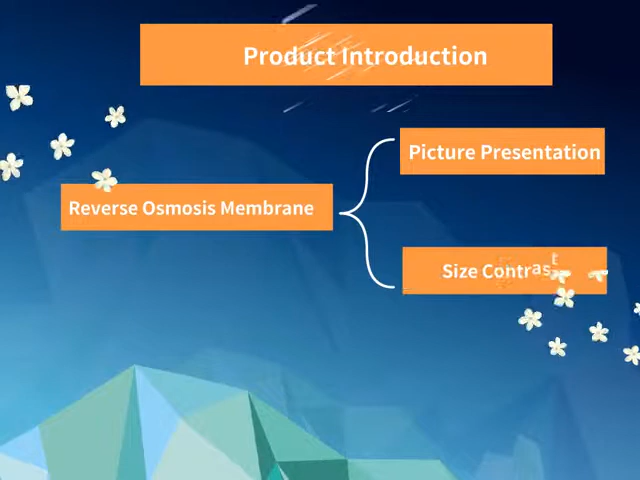 Product Introduction
Picture Presentation
Reverse Osmosis Membrane
Size Contrast